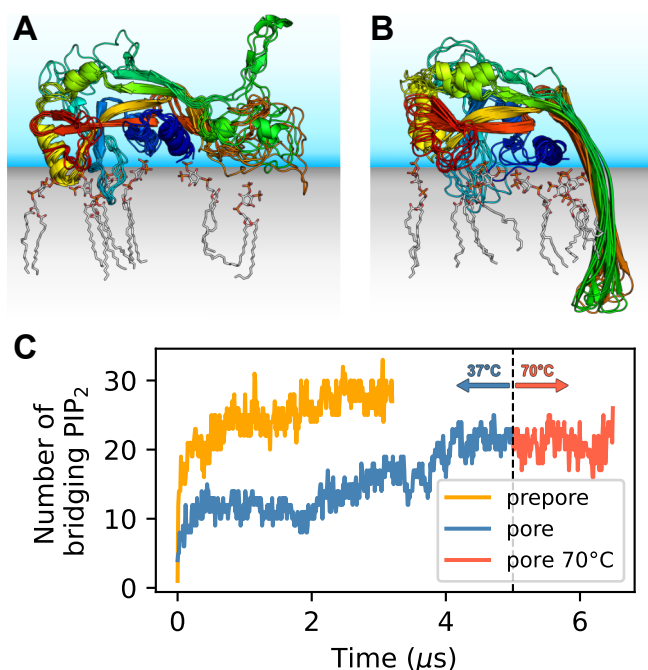 A
B
C
Number of
bridging PIP₂
30
20
10
0
37°C
70°C
prepore
pore
pore 70°C
0
2
4
6
Time (μs)